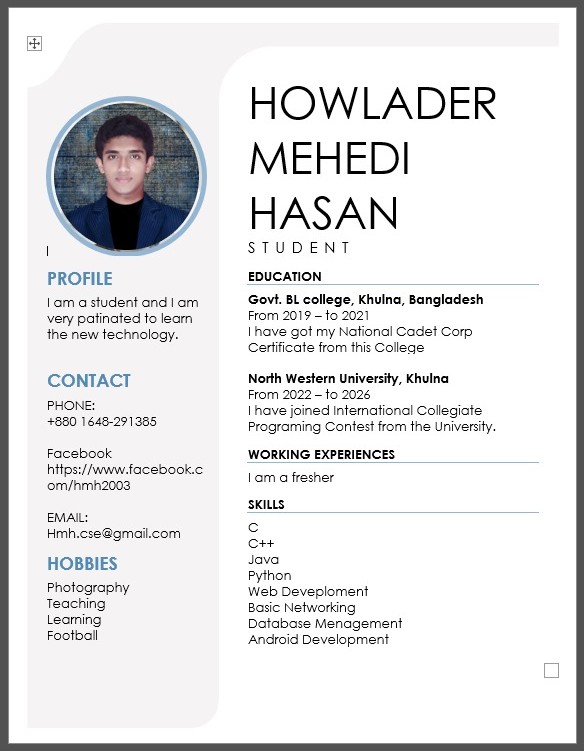 HOWLADER
MEHEDI
HASAN
STUDENT
PROFILE
I am a student and I am
very patinated to learn
the new technology.
CONTACT
PHONE:
+880 1648-291385
Facebook
https://www.facebook.c
om/hmh2003
EMAIL:
Hmh.cse@gmail.com
HOBBIES
Photography
Teaching
Learning
Football
EDUCATION
Govt. BL college, Khulna, Bangladesh
From 2019 – to 2021
I have got my National Cadet Corp
Certificate from this College
North Western University, Khulna
From 2022 – to 2026
I have joined International Collegiate
Programing Contest from the University.
WORKING EXPERIENCES
I am a fresher
SKILLS
C
C++
Java
Python
Web Deveploment
Basic Networking
Database Menagement
Android Development